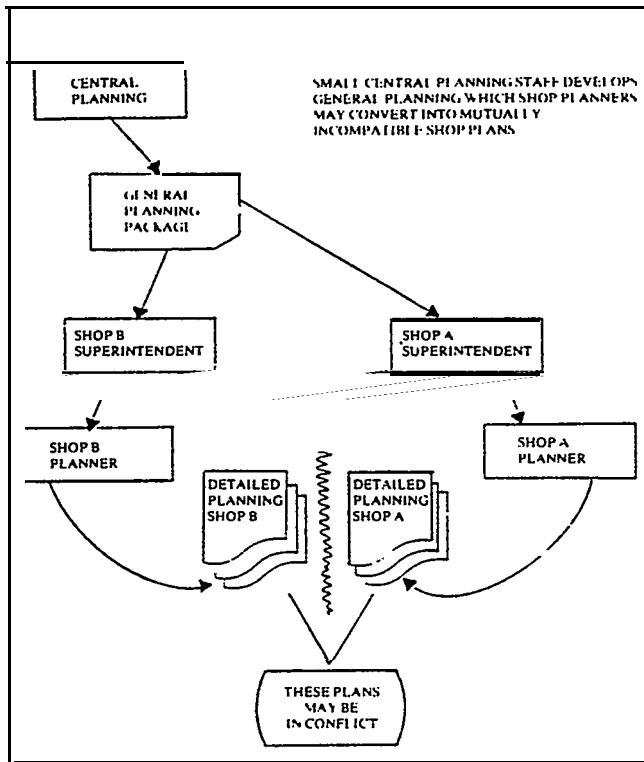 CENTRAL
PLANNING
SMALL CENTRAL PLANNING STAFF DEVELOPS
GENERAL PLANNING WHICH SHOP PLANNERS
MAY CONVERT INTO MUTUALLY
INCOMPATIBLE SHOP PLANS
GENERAL
PLANNING
PACKAGE
SHOP B
SUPERINTENDENT
SHOP A
SUPERINTENDENT
SHOP B
PLANNER
SHOP A
PLANNER
DETAILED
PLANNING
SHOP B
DETAILED
PLANNING
SHOP A
THESE PLANS
MAY BE
IN CONFLICT